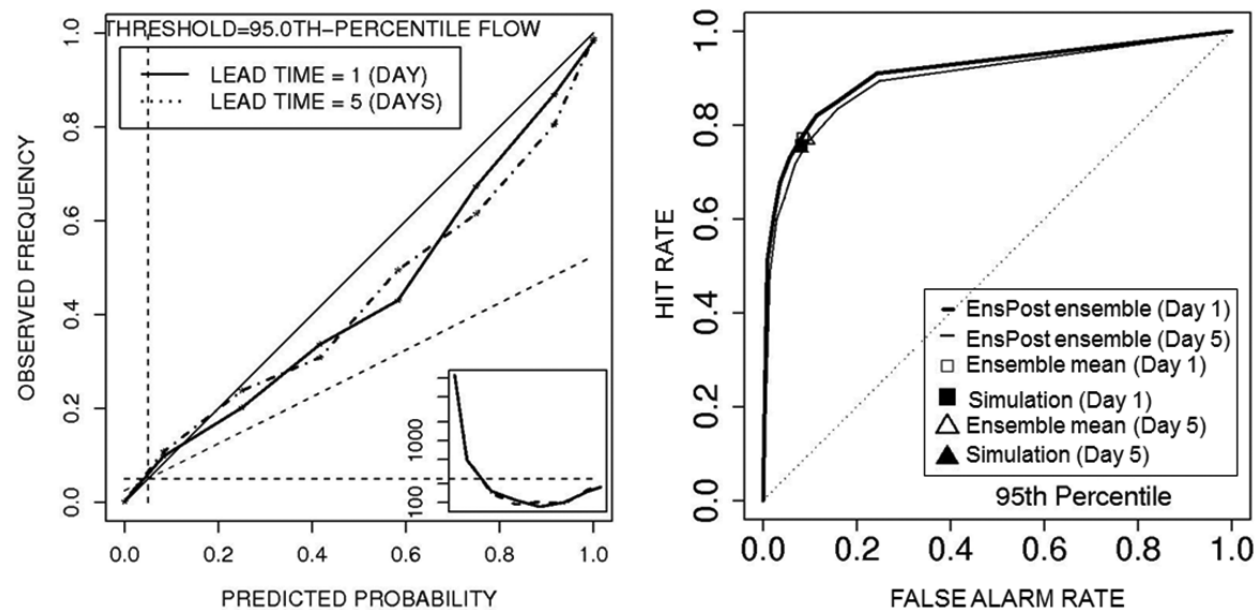 THRESHOLD=95.0TH-PERCENTILE FLOW
LEAD TIME = 1 (DAY)
LEAD TIME = 5 (DAYS)
OBSERVED FREQUENCY
1.0
0.8
0.6
0.4
0.2
0.0
1000
100
0.0 0.2 0.4 0.6 0.8 1.0
PREDICTED PROBABILITY
HIT RATE
1.0
0.8
0.6
0.4
0.2
0.0
EnsPost ensemble (Day 1)
EnsPost ensemble (Day 5)
Ensemble mean (Day 1)
Simulation (Day 1)
Ensemble mean (Day 5)
Simulation (Day 5)
95th Percentile
0.0 0.2 0.4 0.6 0.8 1.0
FALSE ALARM RATE